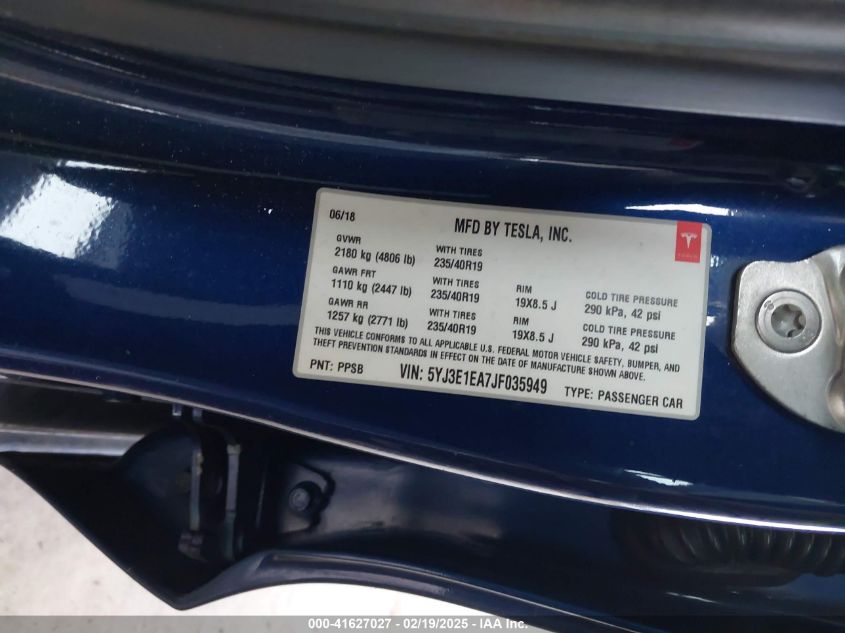 06/18 MFD BY TESLA, INC.
TESLA
GVWR WITH TIRES
2180 kg (4806 lb) 235/40R19
GAWR FRT WITH TIRES RIM COLD TIRE PRESSURE
1110 kg (2447 lb) 235/40R19 19X8.5 J 290 kPa, 42 psi
GAWR RR WITH TIRES RIM COLD TIRE PRESSURE
1257 kg (2771 lb) 235/40R19 19X8.5 J 290 kPa, 42 psi
THIS VEHICLE CONFORMS TO ALL APPLICABLE U.S. FEDERAL MOTOR VEHICLE SAFETY, BUMPER, AND
THEFT PREVENTION STANDARDS IN EFFECT ON THE DATE OF MANUFACTURE SHOWN ABOVE.
PNT: PPSB VIN: 5YJ3E1EA7JF035949 TYPE: PASSENGER CAR
000-41627027 - 02/19/2025 - IAA Inc.